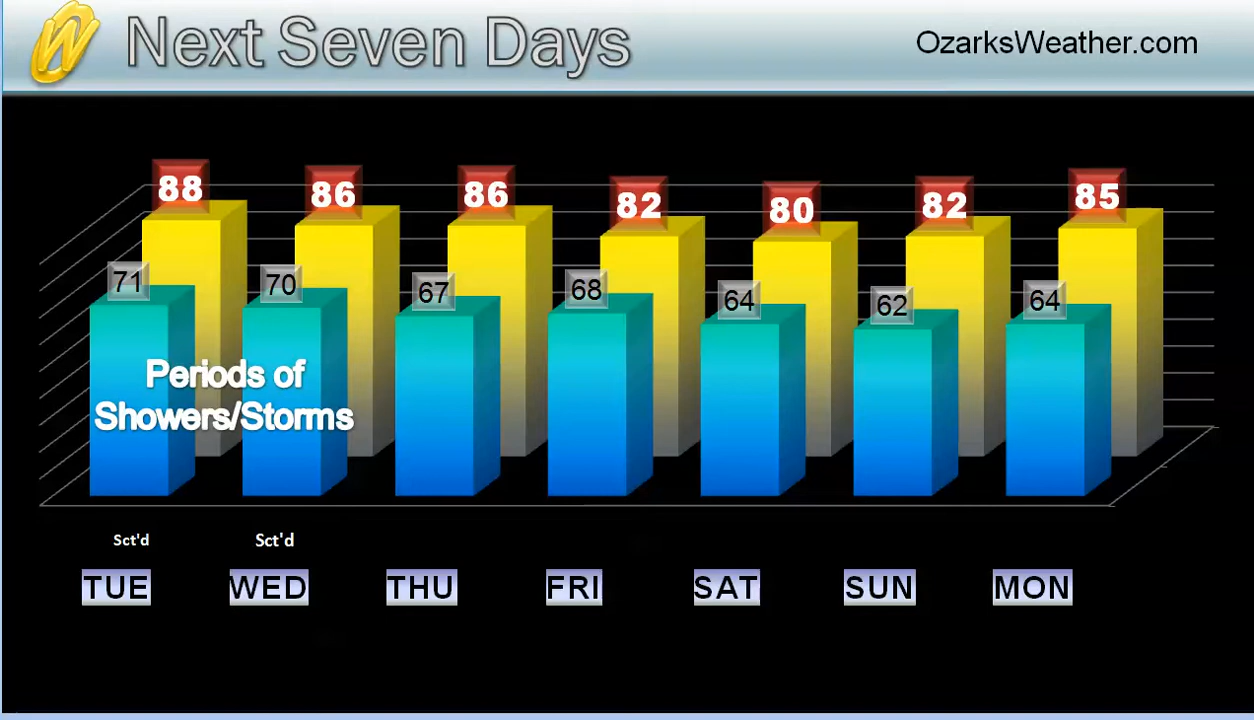 W Next Seven Days
OzarksWeather.com
88 86 86 82 80 82 85
71 70 67 68 64 62 64
Periods of
Showers/Storms
Sct'd Sct'd
TUE WED THU FRI SAT SUN MON